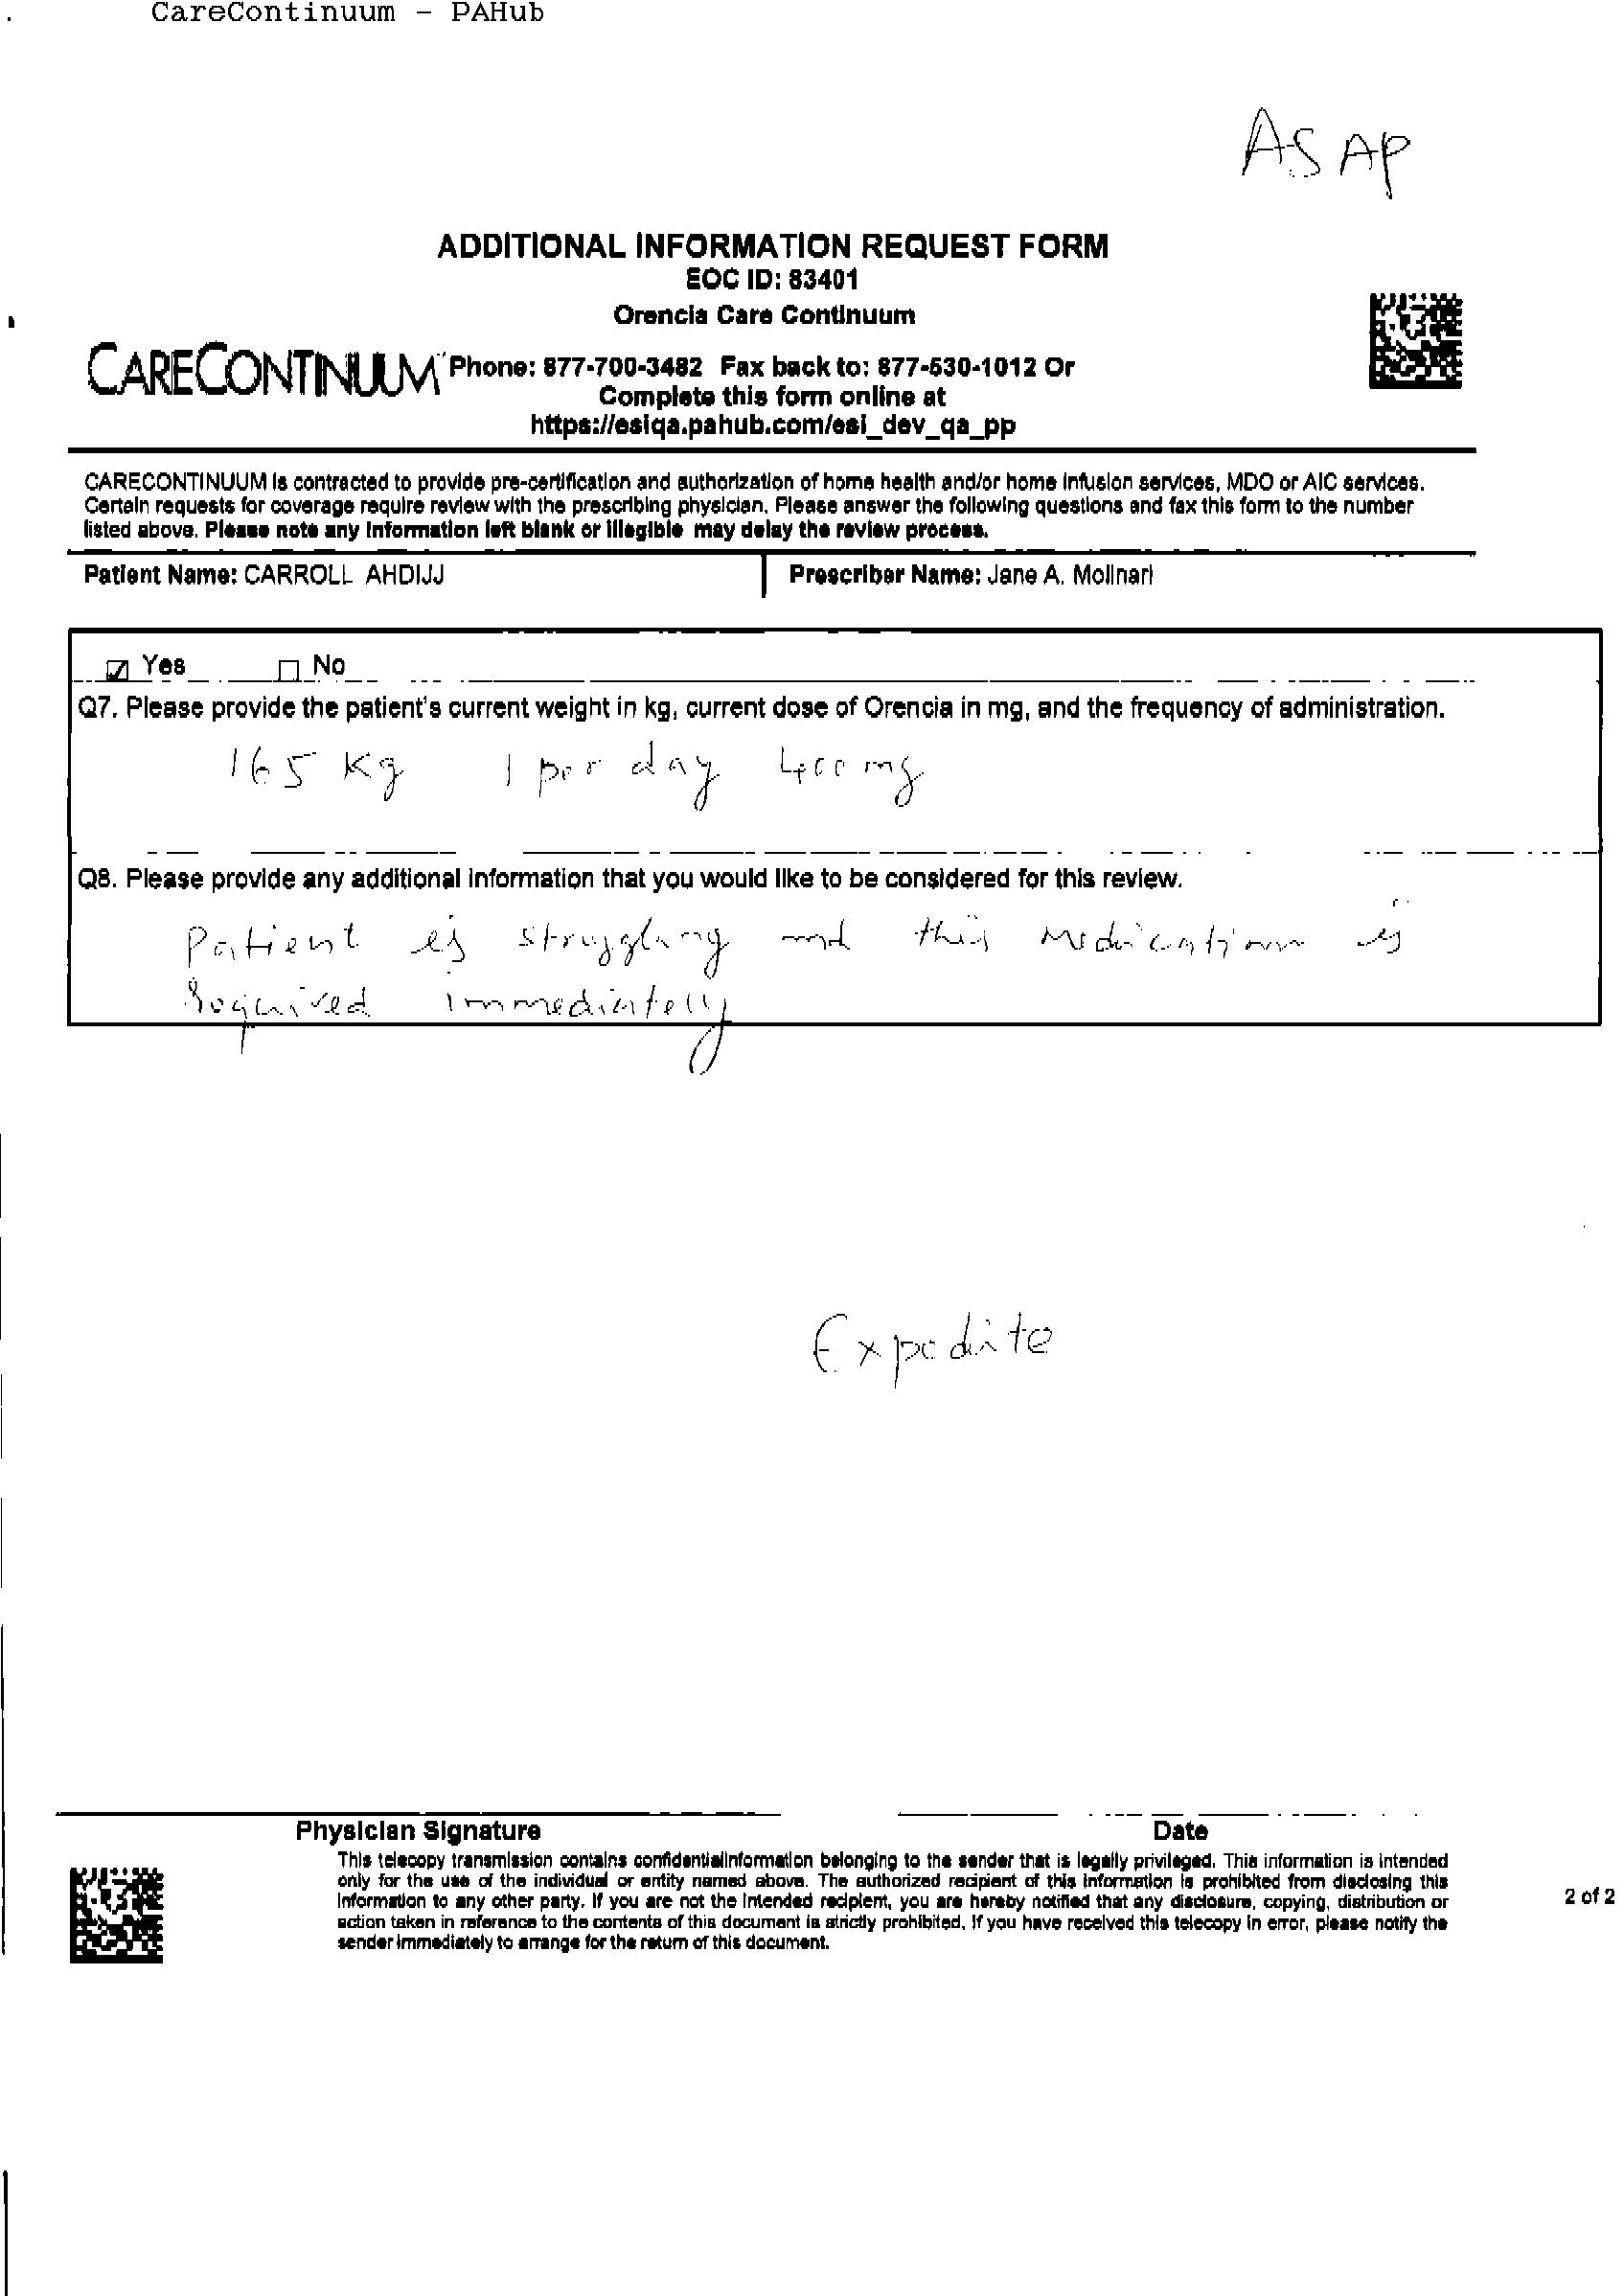 CareContinuum - PAHub
ASAP
ADDITIONAL INFORMATION REQUEST FORM
EOC ID: 83401
Orencia Care Continuum
CARECONTINUUM Phone: 877-700-3482 Fax back to: 877-530-1012 Or
Complete this form online at
https://esiqa.pahub.com/esi_dev_qa_pp
CARECONTINUUM is contracted to provide pre-certification and authorization of home health and/or home infusion services, MDO or AIC services.
Certain requests for coverage require review with the prescribing physician. Please answer the following questions and fax this form to the number
listed above. Please note any information left blank or illegible may delay the review process.
Patient Name: CARROLL AHDIJJ Prescriber Name: Jane A. Molinari
☑ Yes ☐ No
Q7. Please provide the patient's current weight in kg, current dose of Orencia in mg, and the frequency of administration.
165 Kg 1 per day 400 mg
Q8. Please provide any additional information that you would like to be considered for this review.
Patient is struggling and this Medication is
required immediately
Expedite
Physician Signature Date
This telecopy transmission contains confidentialinformation belonging to the sender that is legally privileged. This information is intended
only for the use of the individual or entity named above. The authorized recipient of this information is prohibited from disclosing this
information to any other party. If you are not the intended recipient, you are hereby notified that any disclosure, copying, distribution or
action taken in reference to the contents of this document is strictly prohibited. If you have received this telecopy in error, please notify the
sender immediately to arrange for the return of this document.
2 of 2